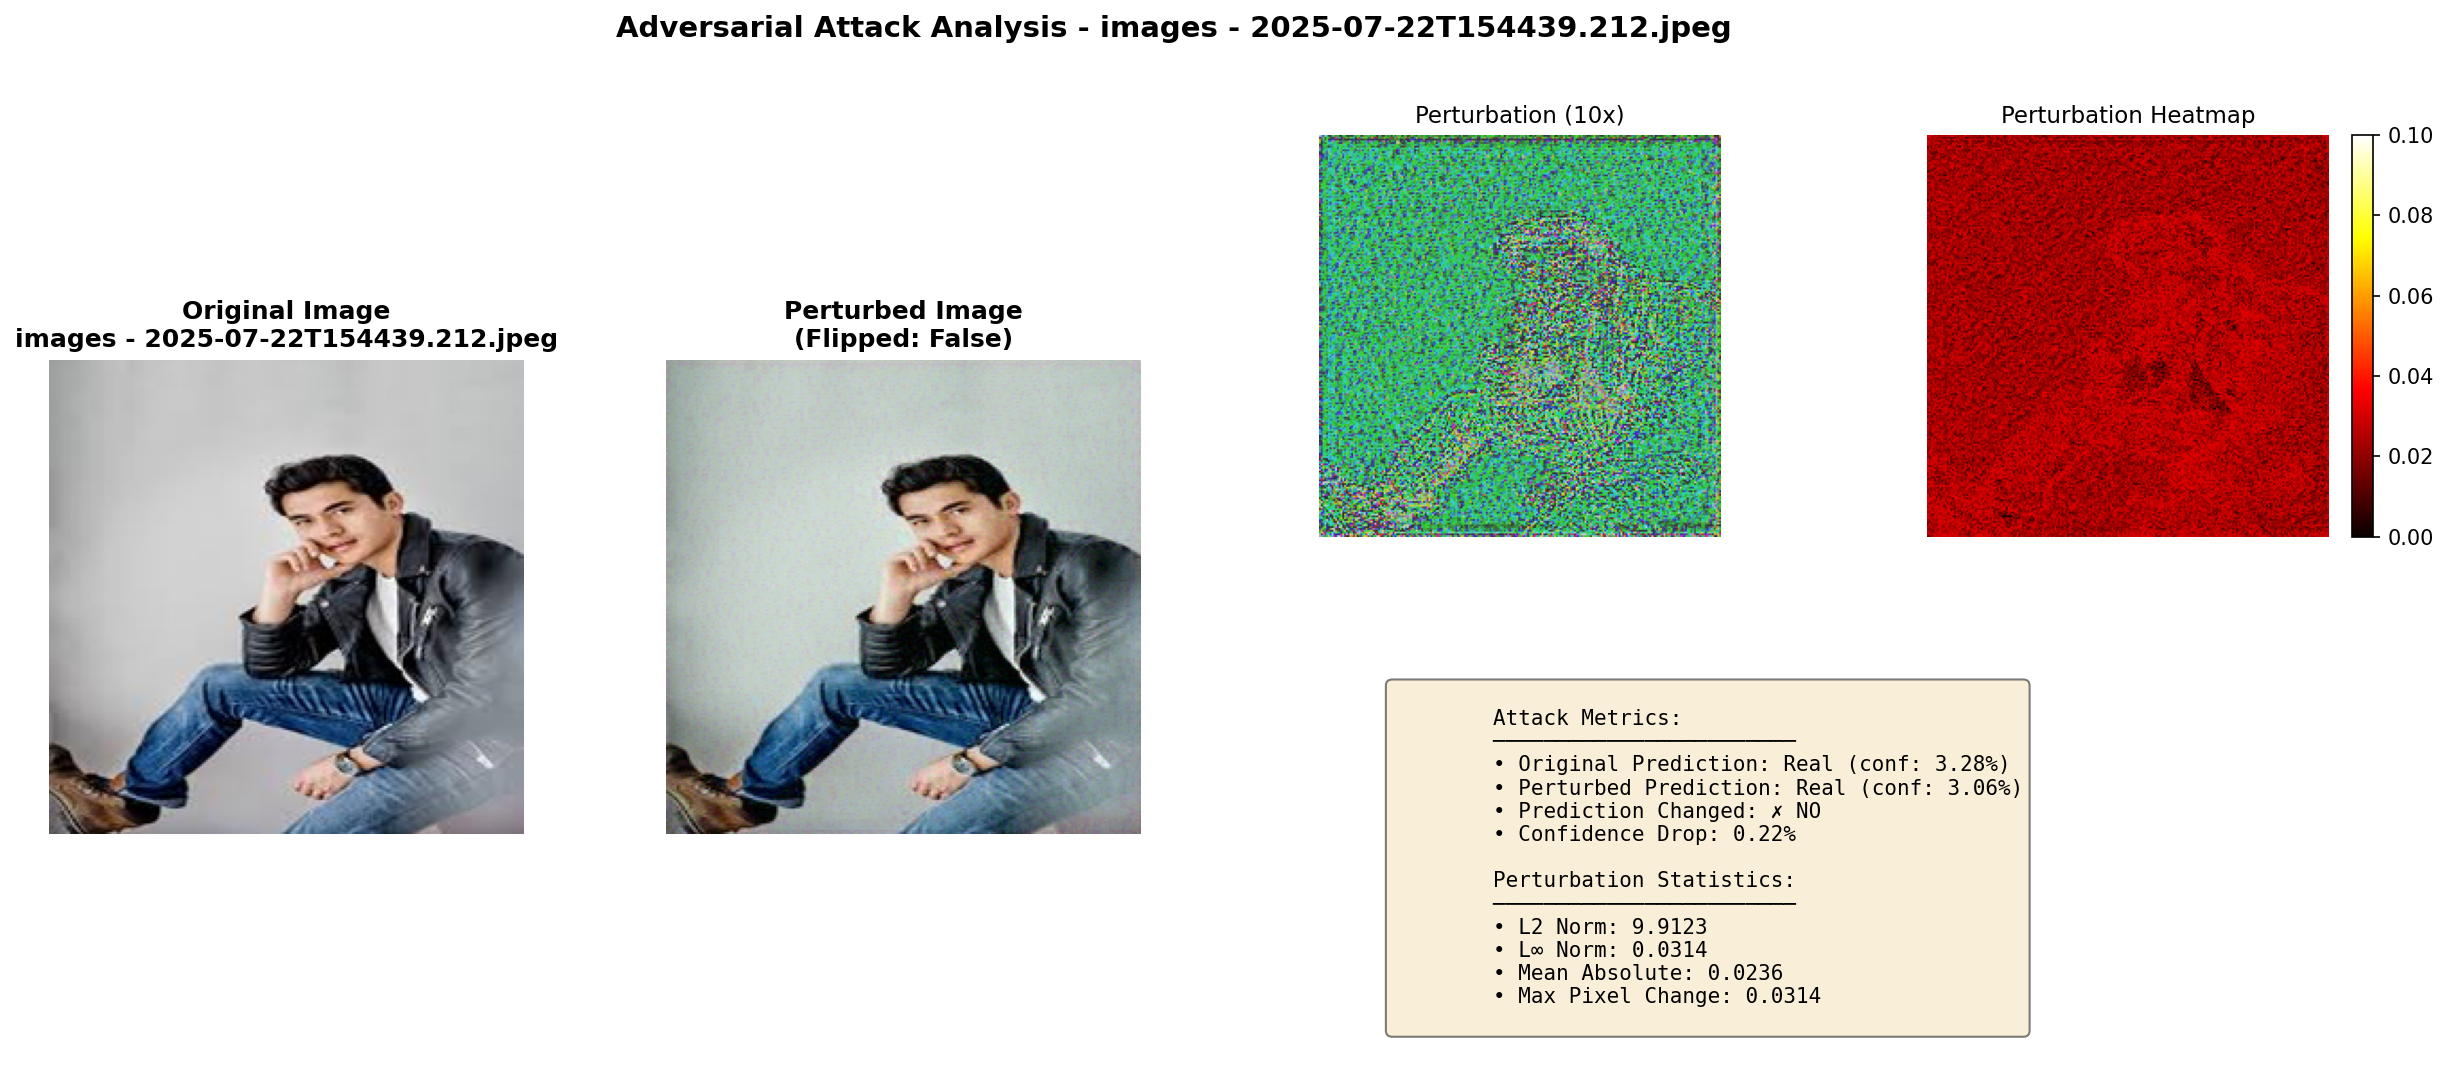 Adversarial Attack Analysis - images - 2025-07-22T154439.212.jpeg
Original Image
images - 2025-07-22T154439.212.jpeg
Perturbed Image
(Flipped: False)
Perturbation (10x)
Perturbation Heatmap
0.10
0.08
0.06
0.04
0.02
0.00
Attack Metrics:
• Original Prediction: Real (conf: 3.28%)
• Perturbed Prediction: Real (conf: 3.06%)
• Prediction Changed: ✗ NO
• Confidence Drop: 0.22%
Perturbation Statistics:
• L2 Norm: 9.9123
• L∞ Norm: 0.0314
• Mean Absolute: 0.0236
• Max Pixel Change: 0.0314